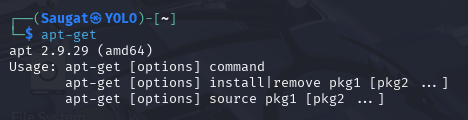 ┌──(Saugat㉿YOLO)-[~]
└─$ apt-get
apt 2.9.29 (amd64)
Usage: apt-get [options] command
       apt-get [options] install|remove pkg1 [pkg2 ...]
       apt-get [options] source pkg1 [pkg2 ...]